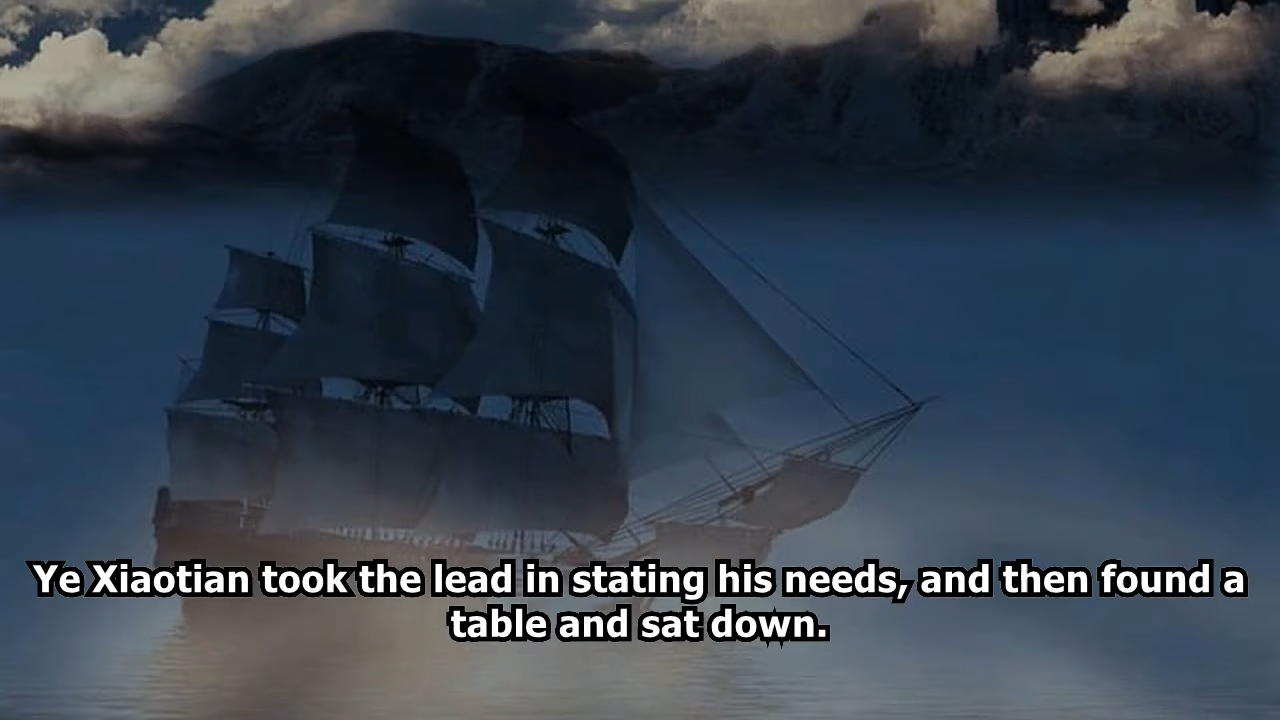 Ye Xiaotian took the lead in stating his needs, and then found a
table and sat down.